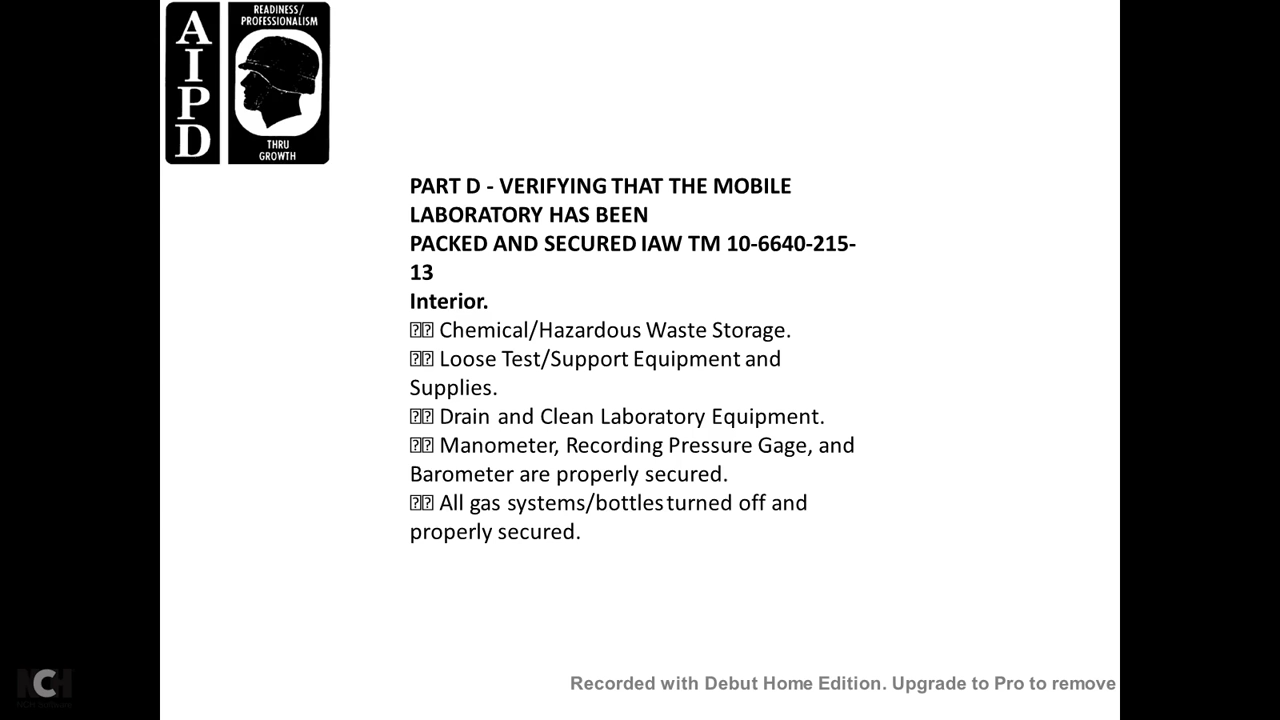 READINESS/
PROFESSIONALISM
AIPD
THRU
GROWTH
PART D - VERIFYING THAT THE MOBILE
LABORATORY HAS BEEN
PACKED AND SECURED IAW TM 10-6640-215-
13
Interior.
⍰⍰ Chemical/Hazardous Waste Storage.
⍰⍰ Loose Test/Support Equipment and
Supplies.
⍰⍰ Drain and Clean Laboratory Equipment.
⍰⍰ Manometer, Recording Pressure Gage, and
Barometer are properly secured.
⍰⍰ All gas systems/bottles turned off and
properly secured.
NCH
NCH Software
Recorded with Debut Home Edition. Upgrade to Pro to remove